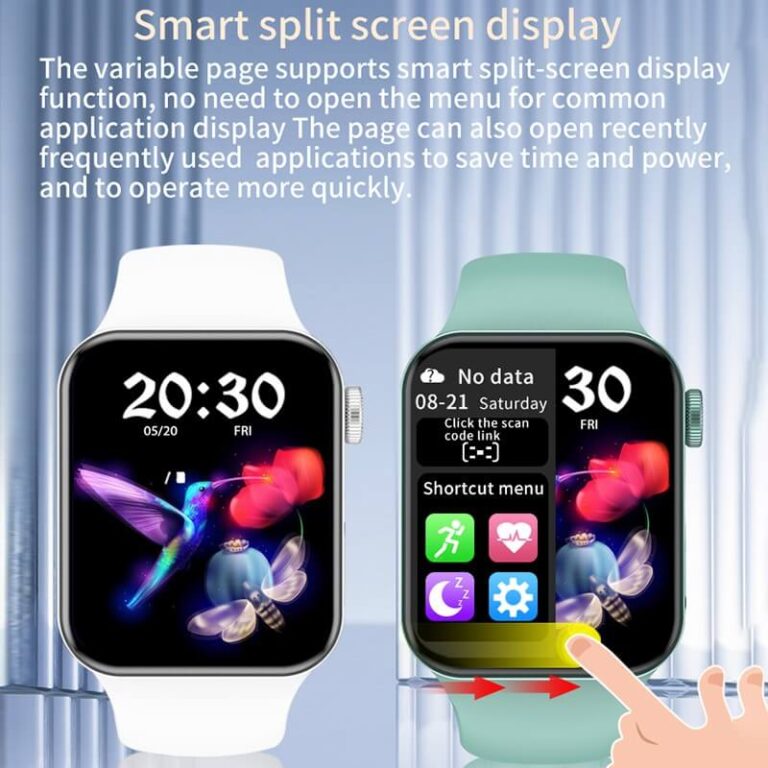 Smart split screen display
The variable page supports smart split-screen display
function, no need to open the menu for common
application display The page can also open recently
frequently used applications to save time and power,
and to operate more quickly.
20:30
05/20 FRI
No data
08-21 Saturday
Click the scan
code link
Shortcut menu
30
FRI